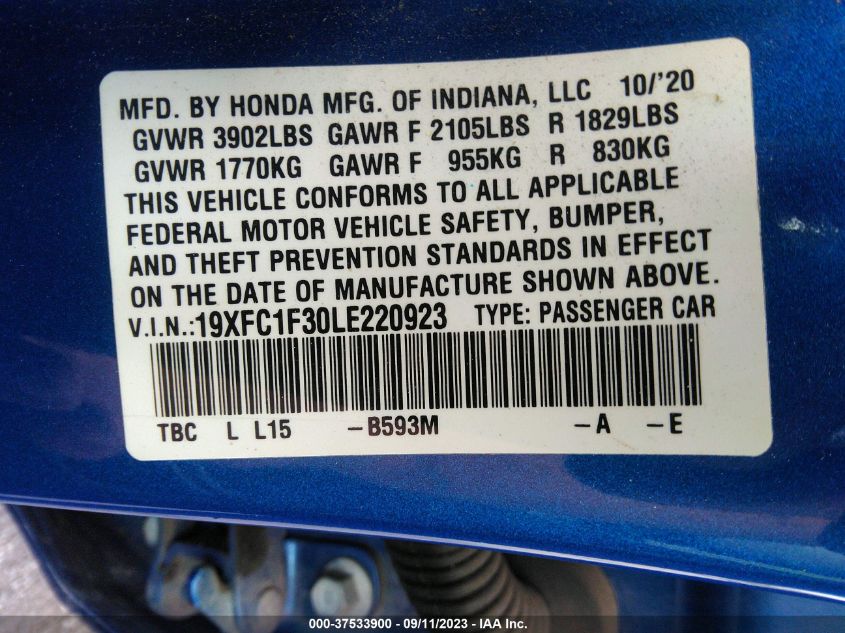 MFD. BY HONDA MFG. OF INDIANA, LLC 10/'20
GVWR 3902LBS GAWR F 2105LBS R 1829LBS
GVWR 1770KG GAWR F 955KG R 830KG
THIS VEHICLE CONFORMS TO ALL APPLICABLE
FEDERAL MOTOR VEHICLE SAFETY, BUMPER,
AND THEFT PREVENTION STANDARDS IN EFFECT
ON THE DATE OF MANUFACTURE SHOWN ABOVE.
V.I.N.:19XFC1F30LE220923 TYPE: PASSENGER CAR
TBC L L15 -B593M -A -E
000-37533900 - 09/11/2023 - IAA Inc.